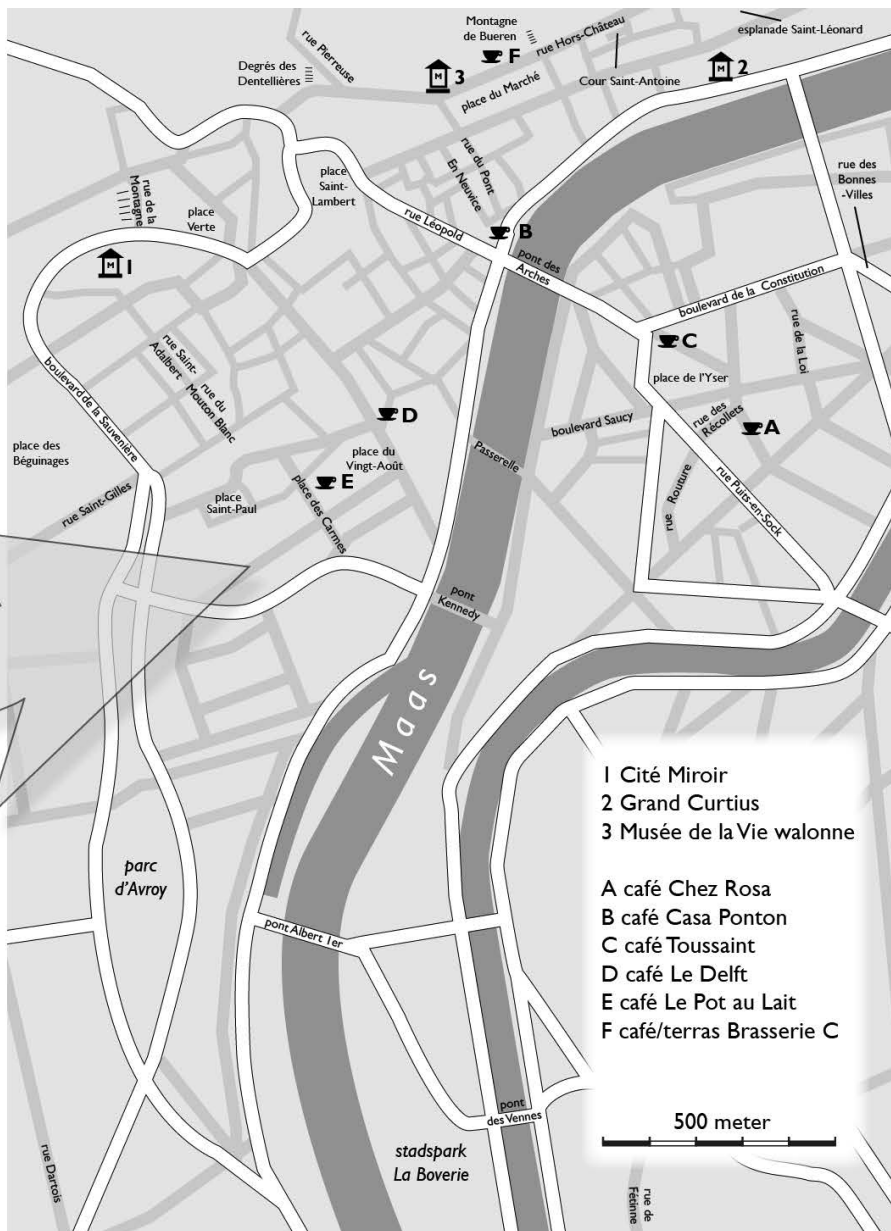 Montagne
de Bueren
F
rue Hors-Château
esplanade Saint-Léonard
rue Pierreuse
Degrés des
Dentellières
M 3
place du Marché
Cour Saint-Antoine
M 2
rue de la
Montagne
place
Verte
place
Saint-
Lambert
rue du Pont
En Neuvice
rue Léopold
B
pont des
Arches
rue des
Bonnes
-Villes
M 1
boulevard de la Constitution
rue de la Loi
C
place de l'Yser
rue Saint-
Adalbert
rue du
Mouton Blanc
boulevard de la Sauvenière
D
boulevard Saucy
rue des
Récollets
A
place des
Béguinages
place du
Vingt-Août
Passerelle
E
rue Saint-Gilles
place
Saint-Paul
place des Carmes
rue Roture
rue Puits-en-Sock
pont
Kennedy
Maas
parc
d'Avroy
pont Albert 1er
1 Cité Miroir
2 Grand Curtius
3 Musée de la Vie walonne
A café Chez Rosa
B café Casa Ponton
C café Toussaint
D café Le Delft
E café Le Pot au Lait
F café/terras Brasserie C
500 meter
pont
des Vennes
stadspark
La Boverie
rue Dartois
rue de
Fétinne